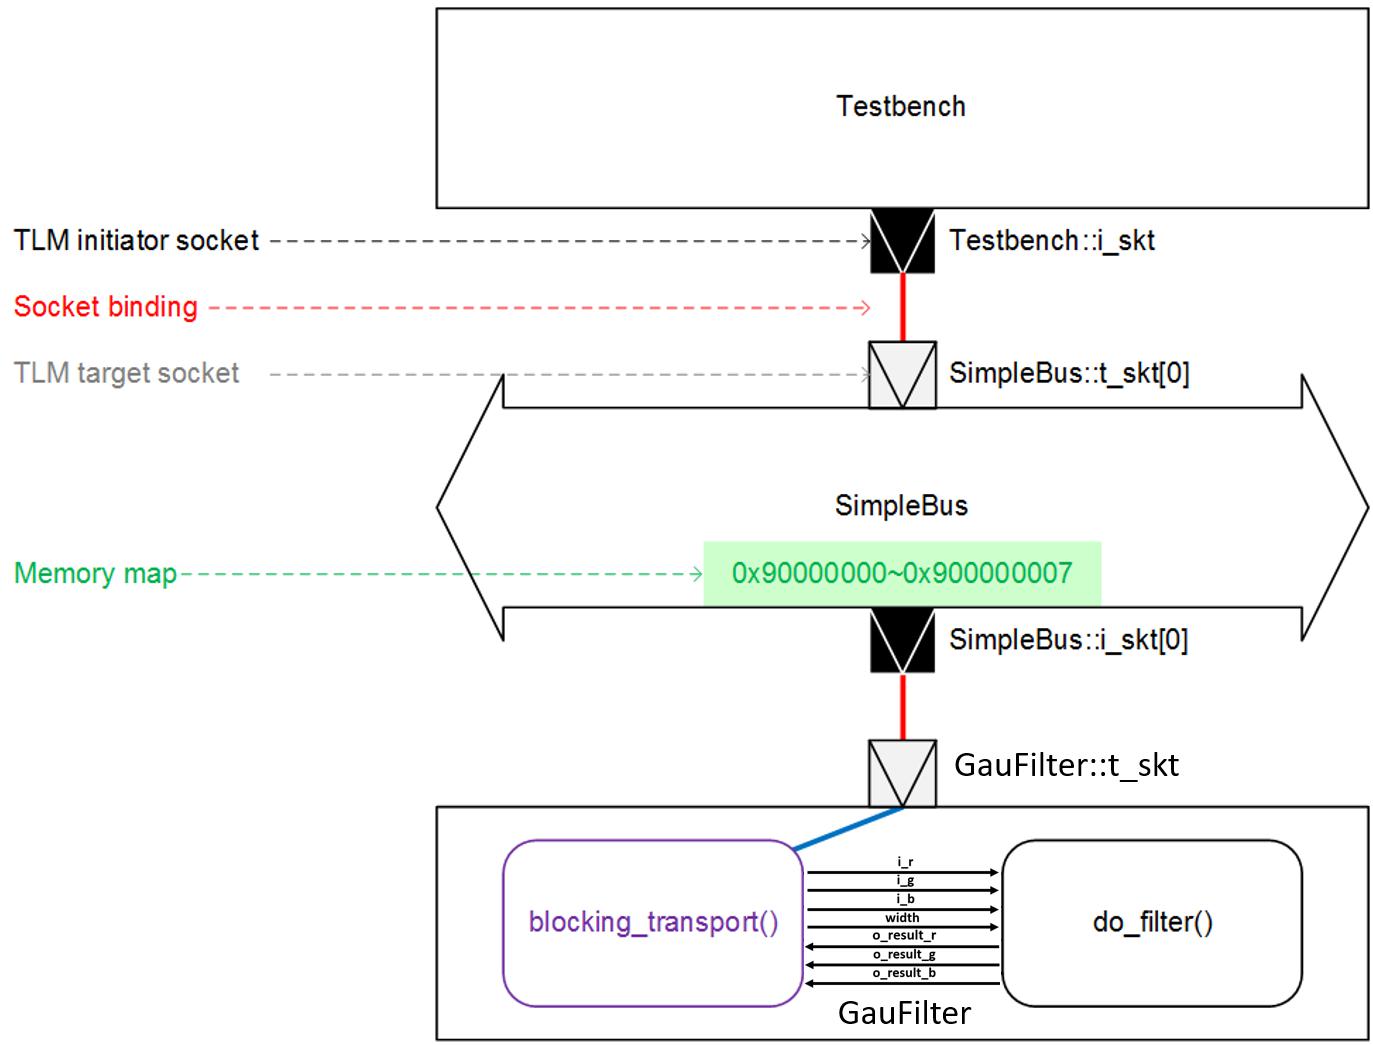 Testbench
TLM initiator socket
Testbench::i_skt
Socket binding
TLM target socket
SimpleBus::t_skt[0]
SimpleBus
Memory map
0x90000000~0x900000007
SimpleBus::i_skt[0]
GauFilter::t_skt
i_r
i_g
i_b
width
o_result_r
o_result_g
o_result_b
blocking_transport()
do_filter()
GauFilter